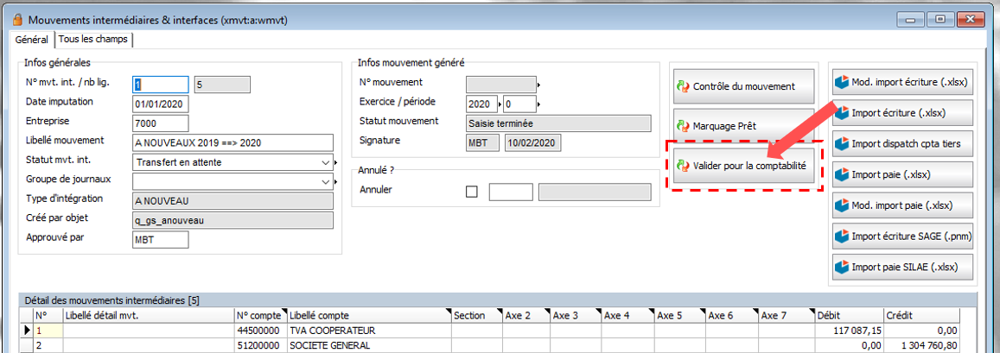 Mouvements intermédiaires & interfaces (xmvt:a:wmvt)
Général
Tous les champs
Infos générales
N° mvt. int. / nb lig.
1
5
Date imputation
01/01/2020
Entreprise
7000
Libellé mouvement
A NOUVEAUX 2019 ==> 2020
Statut mvt. int.
Transfert en attente
Groupe de journaux
Type d'intégration
A NOUVEAU
Créé par objet
q_gs_anouveau
Approuvé par
MBT
Infos mouvement généré
N° mouvement
Exercice / période
2020
0
Statut mouvement
Saisie terminée
Signature
MBT
10/02/2020
Annulé ?
Annuler
Contrôle du mouvement
Marquage Prêt
Valider pour la comptabilité
Mod. import écriture (.xlsx)
Import écriture (.xlsx)
Import dispatch cpta tiers
Import paie (.xlsx)
Mod. import paie (.xlsx)
Import écriture SAGE (.pnm)
Import paie SILAE (.xlsx)
Détail des mouvements intermédiaires [5]
N° Libellé détail mvt. N° compte Libellé compte Section Axe 2 Axe 3 Axe 4 Axe 5 Axe 6 Axe 7 Débit Crédit
1 44500000 TVA COOPERATEUR 117 087,15 0,00
2 51200000 SOCIETE GENERAL 0,00 1 304 760,80